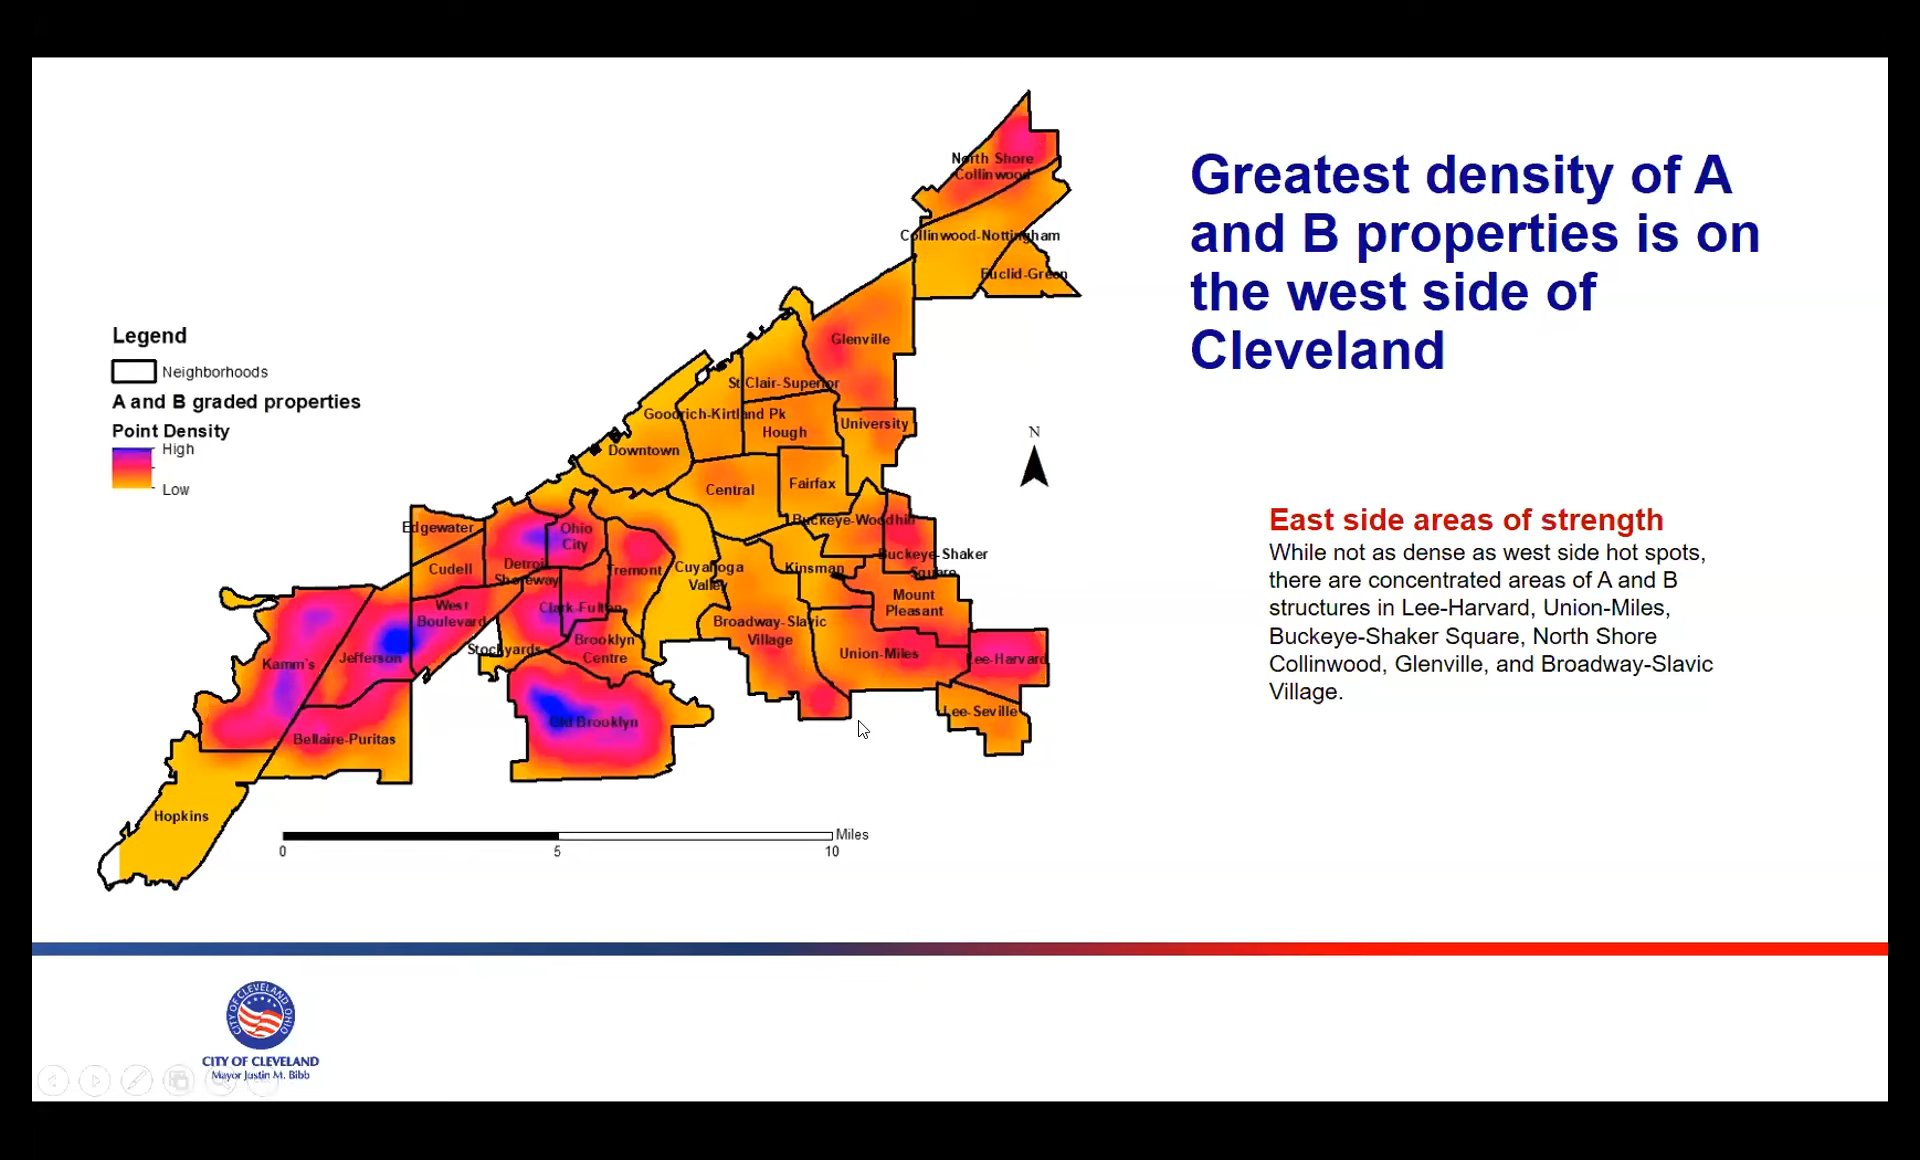 Greatest density of A
and B properties is on
the west side of
Cleveland
East side areas of strength
While not as dense as west side hot spots,
there are concentrated areas of A and B
structures in Lee-Harvard, Union-Miles,
Buckeye-Shaker Square, North Shore
Collinwood, Glenville, and Broadway-Slavic
Village.
Legend
Neighborhoods
A and B graded properties
Point Density
High
Low
North Shore
Collinwood
Collinwood-Nottingham
Euclid-Green
Glenville
St Clair-Superior
Goodrich-Kirtland Pk
Hough
University
Downtown
Central
Fairfax
N
Edgewater
Ohio
City
Buckeye-Woodhill
Buckeye-Shaker
Square
Cudell
Detroit
Shoreway
Tremont
Cuyahoga
Valley
Kinsman
Mount
Pleasant
West
Boulevard
Clark-Fulton
Broadway-Slavic
Village
Brooklyn
Centre
Stockyards
Union-Miles
Lee-Harvard
Kamm's
Jefferson
Old Brooklyn
Lee-Seville
Bellaire-Puritas
Hopkins
Miles
0 5 10
CITY OF CLEVELAND OHIO
CITY OF CLEVELAND
Mayor Justin M. Bibb